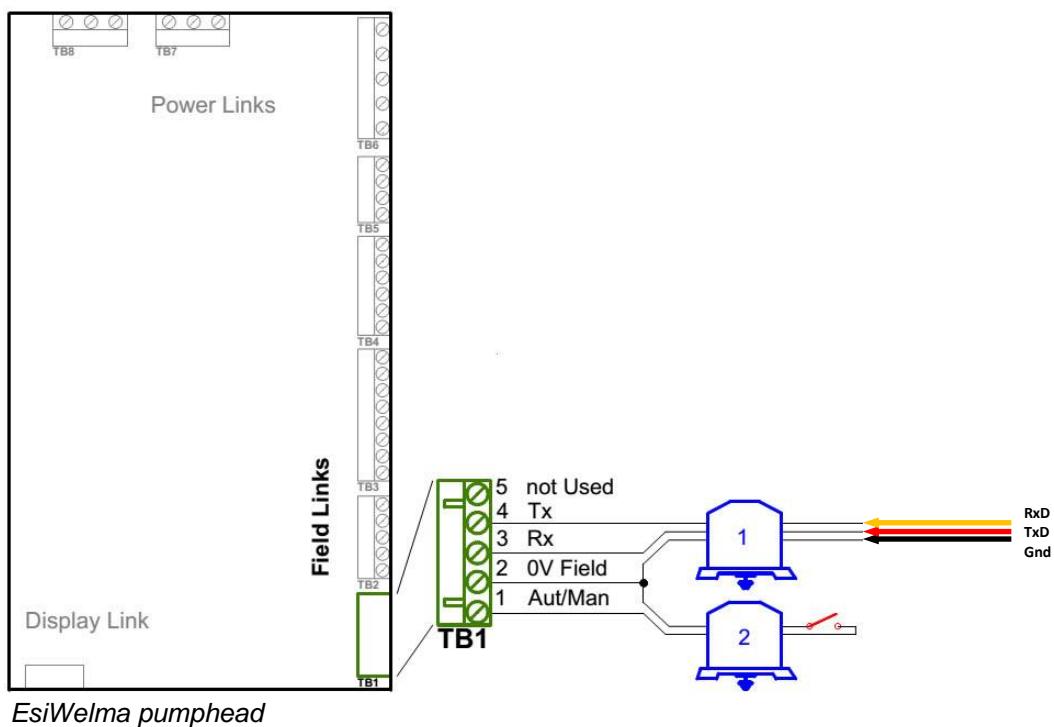 TB8
TB7
Power Links
TB6
TB5
TB4
TB3
TB2
TB1
Field Links
Display Link
5 not Used
4 Tx
3 Rx
2 0V Field
1 Aut/Man
TB1
1
2
RxD
TxD
Gnd
EsiWelma pumphead